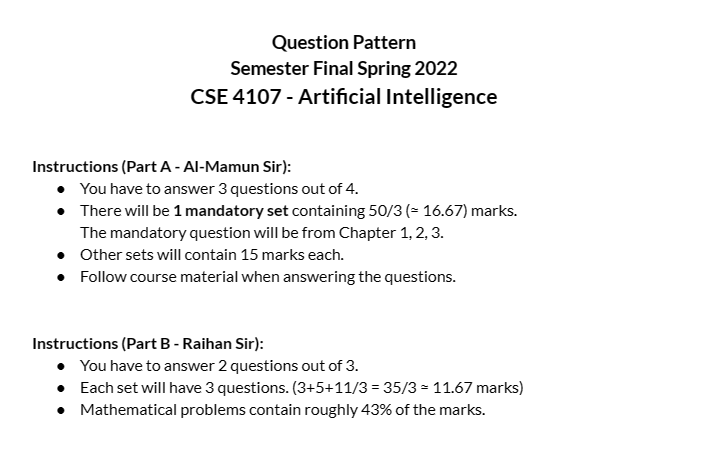 Question Pattern
Semester Final Spring 2022
CSE 4107 - Artificial Intelligence
Instructions (Part A - Al-Mamun Sir):
● You have to answer 3 questions out of 4.
● There will be 1 mandatory set containing 50/3 (≃ 16.67) marks.
The mandatory question will be from Chapter 1, 2, 3.
● Other sets will contain 15 marks each.
● Follow course material when answering the questions.
Instructions (Part B - Raihan Sir):
● You have to answer 2 questions out of 3.
● Each set will have 3 questions. (3+5+11/3 = 35/3 ≃ 11.67 marks)
● Mathematical problems contain roughly 43% of the marks.